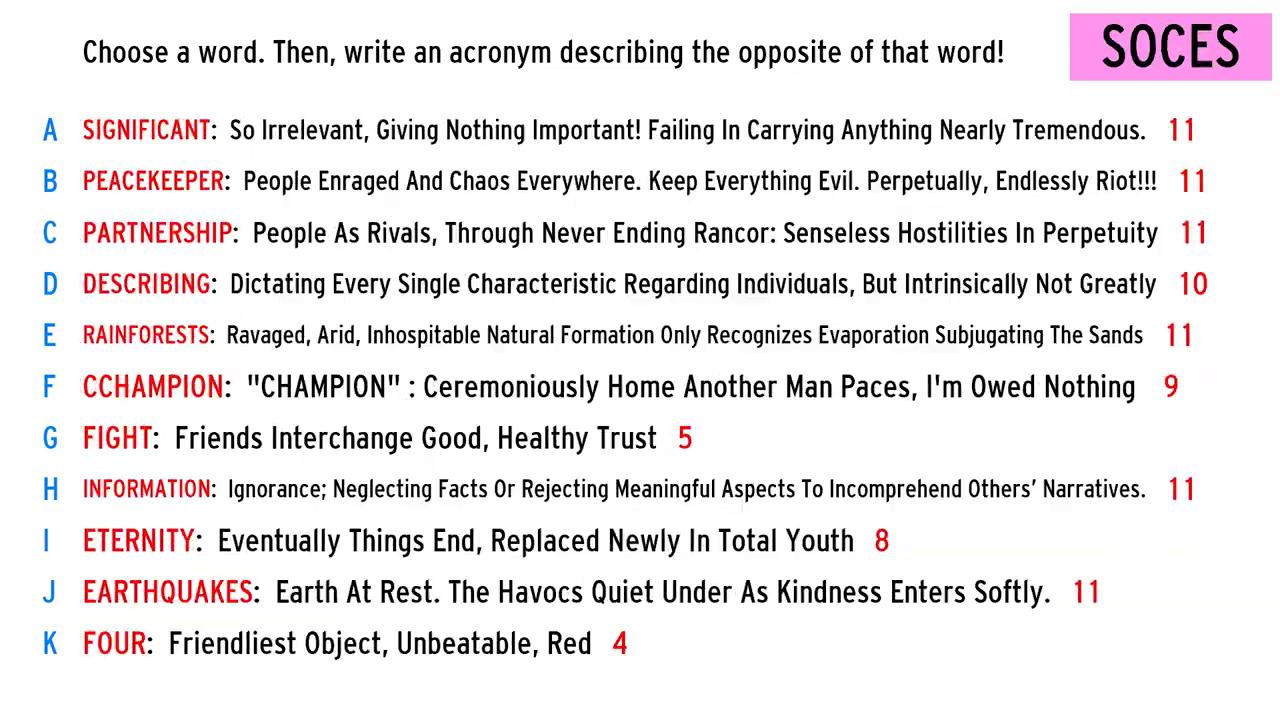 Choose a word. Then, write an acronym describing the opposite of that word!
SOCES
A SIGNIFICANT: So Irrelevant, Giving Nothing Important! Failing In Carrying Anything Nearly Tremendous. 11
B PEACEKEEPER: People Enraged And Chaos Everywhere. Keep Everything Evil. Perpetually, Endlessly Riot!!! 11
C PARTNERSHIP: People As Rivals, Through Never Ending Rancor: Senseless Hostilities In Perpetuity 11
D DESCRIBING: Dictating Every Single Characteristic Regarding Individuals, But Intrinsically Not Greatly 10
E RAINFORESTS: Ravaged, Arid, Inhospitable Natural Formation Only Recognizes Evaporation Subjugating The Sands 11
F CCHAMPION: "CHAMPION" : Ceremoniously Home Another Man Paces, I'm Owed Nothing 9
G FIGHT: Friends Interchange Good, Healthy Trust 5
H INFORMATION: Ignorance; Neglecting Facts Or Rejecting Meaningful Aspects To Incomprehend Others’ Narratives. 11
I ETERNITY: Eventually Things End, Replaced Newly In Total Youth 8
J EARTHQUAKES: Earth At Rest. The Havocs Quiet Under As Kindness Enters Softly. 11
K FOUR: Friendliest Object, Unbeatable, Red 4